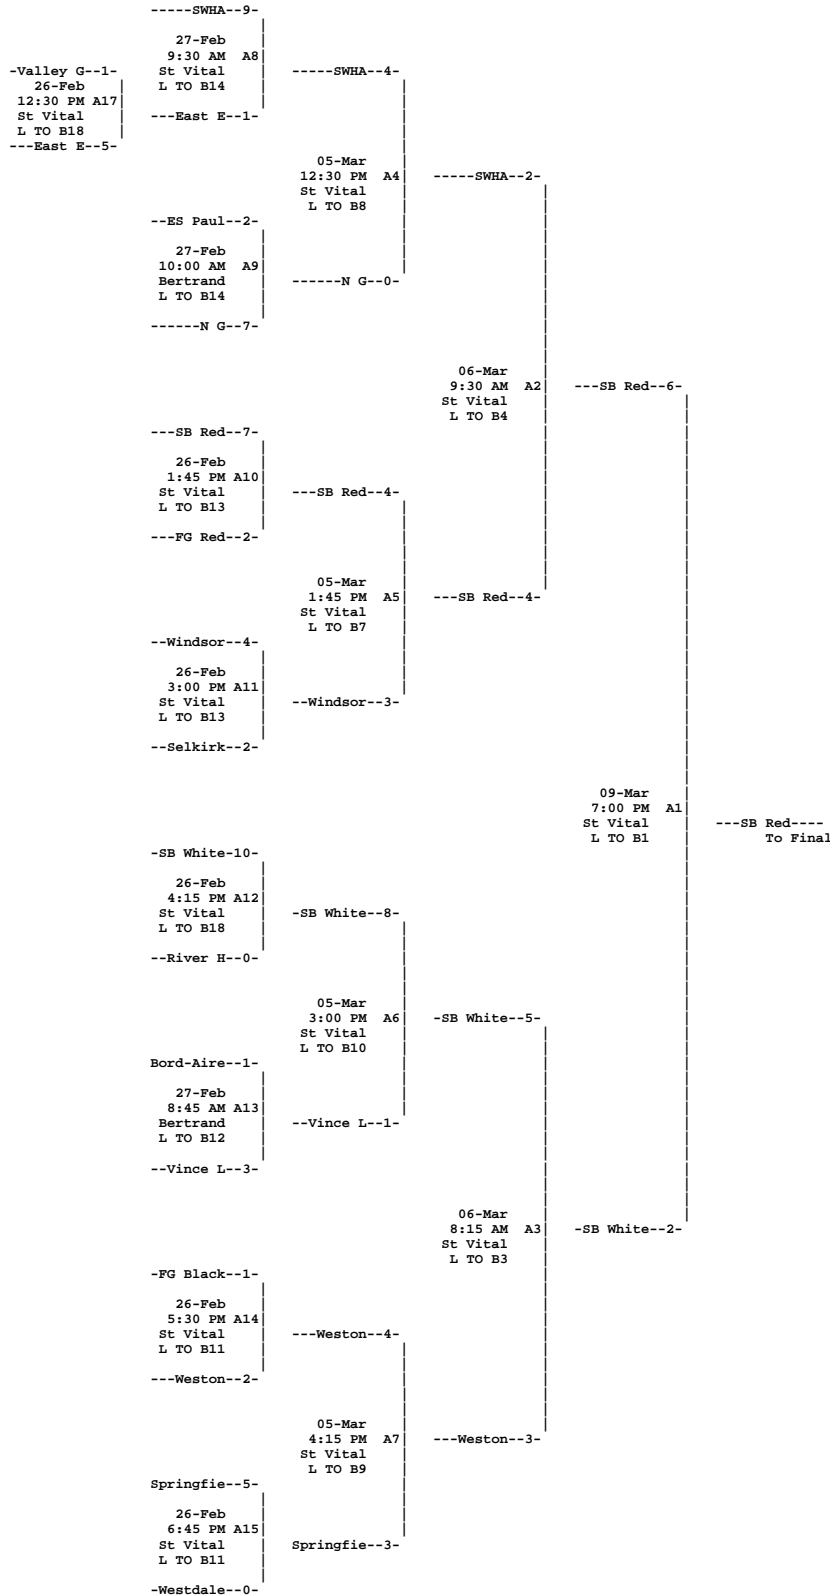 -----SWHA--9-
27-Feb
9:30 AM A8
-Valley G--1- St Vital -----SWHA--4-
26-Feb L TO B14
12:30 PM A17
St Vital ---East E--1-
L TO B18
---East E--5-
05-Mar
12:30 PM A4 -----SWHA--2-
St Vital
L TO B8
--ES Paul--2-
27-Feb
10:00 AM A9
Bertrand ------N G--0-
L TO B14
------N G--7-
06-Mar
9:30 AM A2 ---SB Red--6-
St Vital
L TO B4
---SB Red--7-
26-Feb
1:45 PM A10
St Vital ---SB Red--4-
L TO B13
---FG Red--2-
05-Mar
1:45 PM A5 ---SB Red--4-
St Vital
L TO B7
--Windsor--4-
26-Feb
3:00 PM A11
St Vital --Windsor--3-
L TO B13
--Selkirk--2-
09-Mar
7:00 PM A1
St Vital ---SB Red----
L TO B1 To Final
-SB White-10-
26-Feb
4:15 PM A12
St Vital -SB White--8-
L TO B18
--River H--0-
05-Mar
3:00 PM A6 -SB White--5-
St Vital
L TO B10
Bord-Aire--1-
27-Feb
8:45 AM A13
Bertrand --Vince L--1-
L TO B12
--Vince L--3-
06-Mar
8:15 AM A3 -SB White--2-
St Vital
L TO B3
-FG Black--1-
26-Feb
5:30 PM A14
St Vital ---Weston--4-
L TO B11
---Weston--2-
05-Mar
4:15 PM A7 ---Weston--3-
St Vital
L TO B9
Springfie--5-
26-Feb
6:45 PM A15
St Vital Springfie--3-
L TO B11
-Westdale--0-